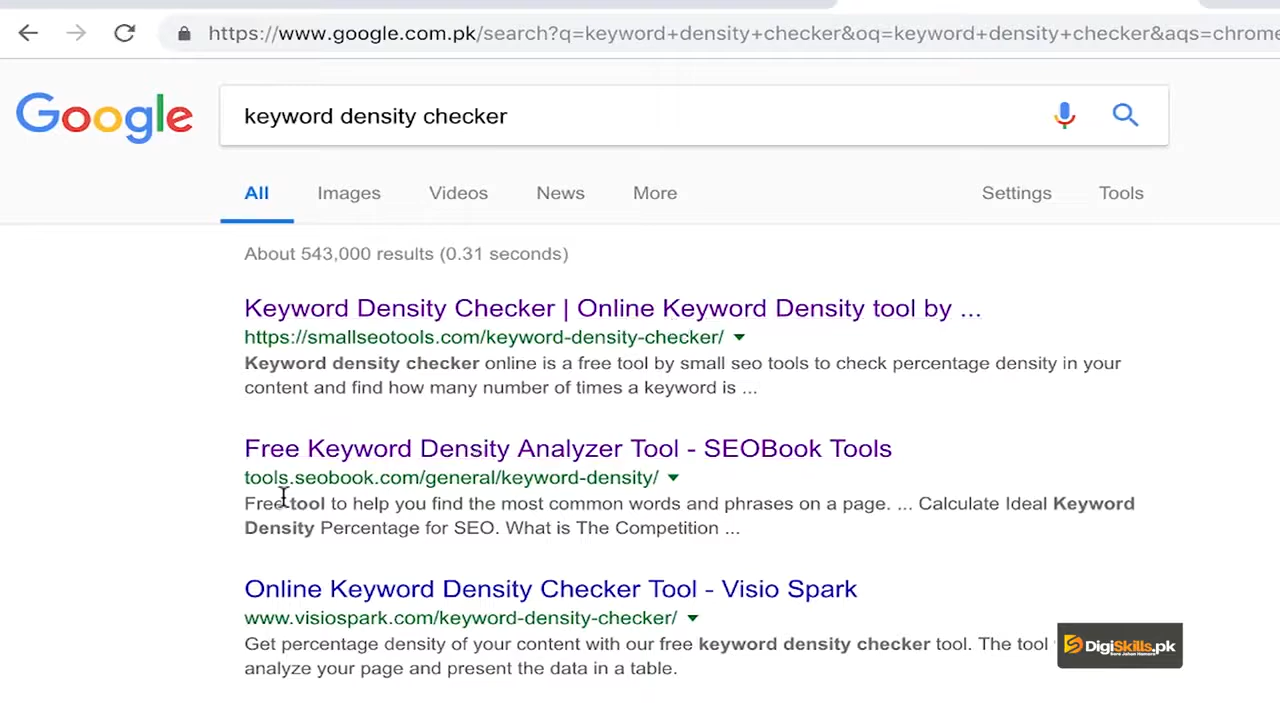 https://www.google.com.pk/search?q=keyword+density+checker&oq=keyword+density+checker&aqs=chrome
Google
keyword density checker
All Images Videos News More Settings Tools
About 543,000 results (0.31 seconds)
Keyword Density Checker | Online Keyword Density tool by ...
https://smallseotools.com/keyword-density-checker/
Keyword density checker online is a free tool by small seo tools to check percentage density in your
content and find how many number of times a keyword is ...
Free Keyword Density Analyzer Tool - SEOBook Tools
tools.seobook.com/general/keyword-density/
Free tool to help you find the most common words and phrases on a page. ... Calculate Ideal Keyword
Density Percentage for SEO. What is The Competition ...
Online Keyword Density Checker Tool - Visio Spark
www.visiospark.com/keyword-density-checker/
Get percentage density of your content with our free keyword density checker tool. The tool
analyze your page and present the data in a table.
DigiSkills.pk